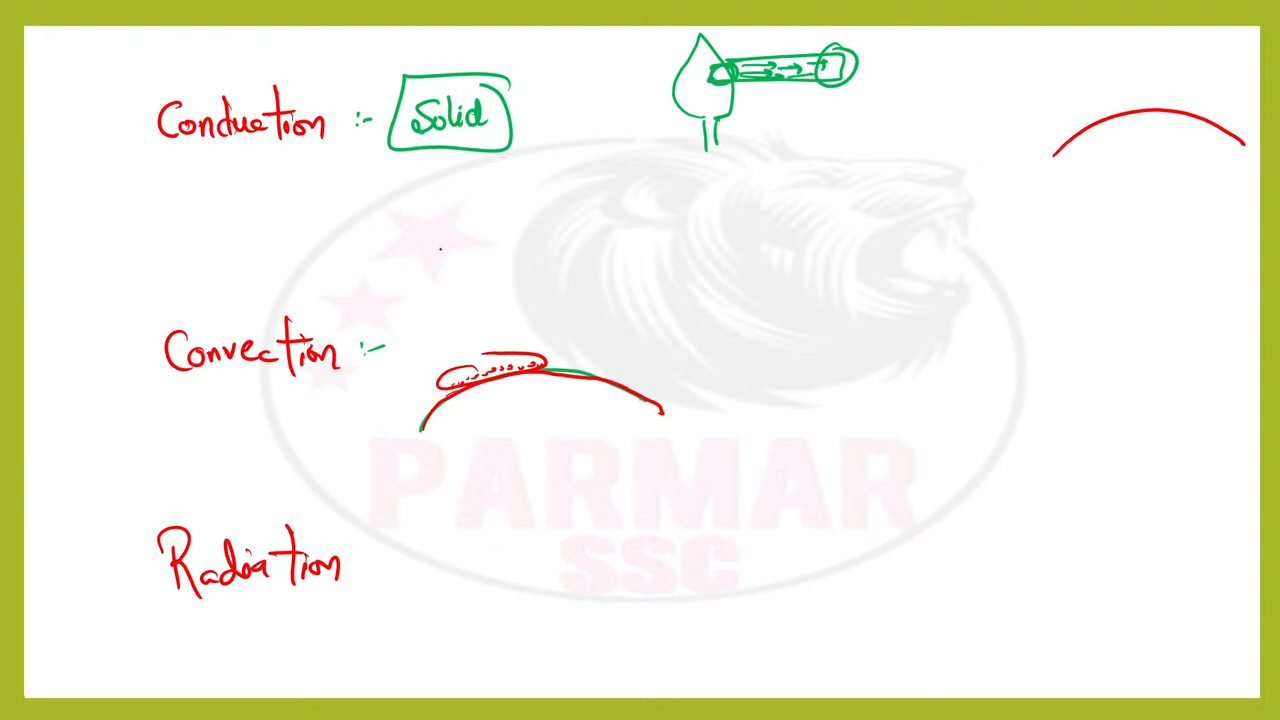 Conduction :- Solid
Convection :-
PARMAR
SSC
Radiation